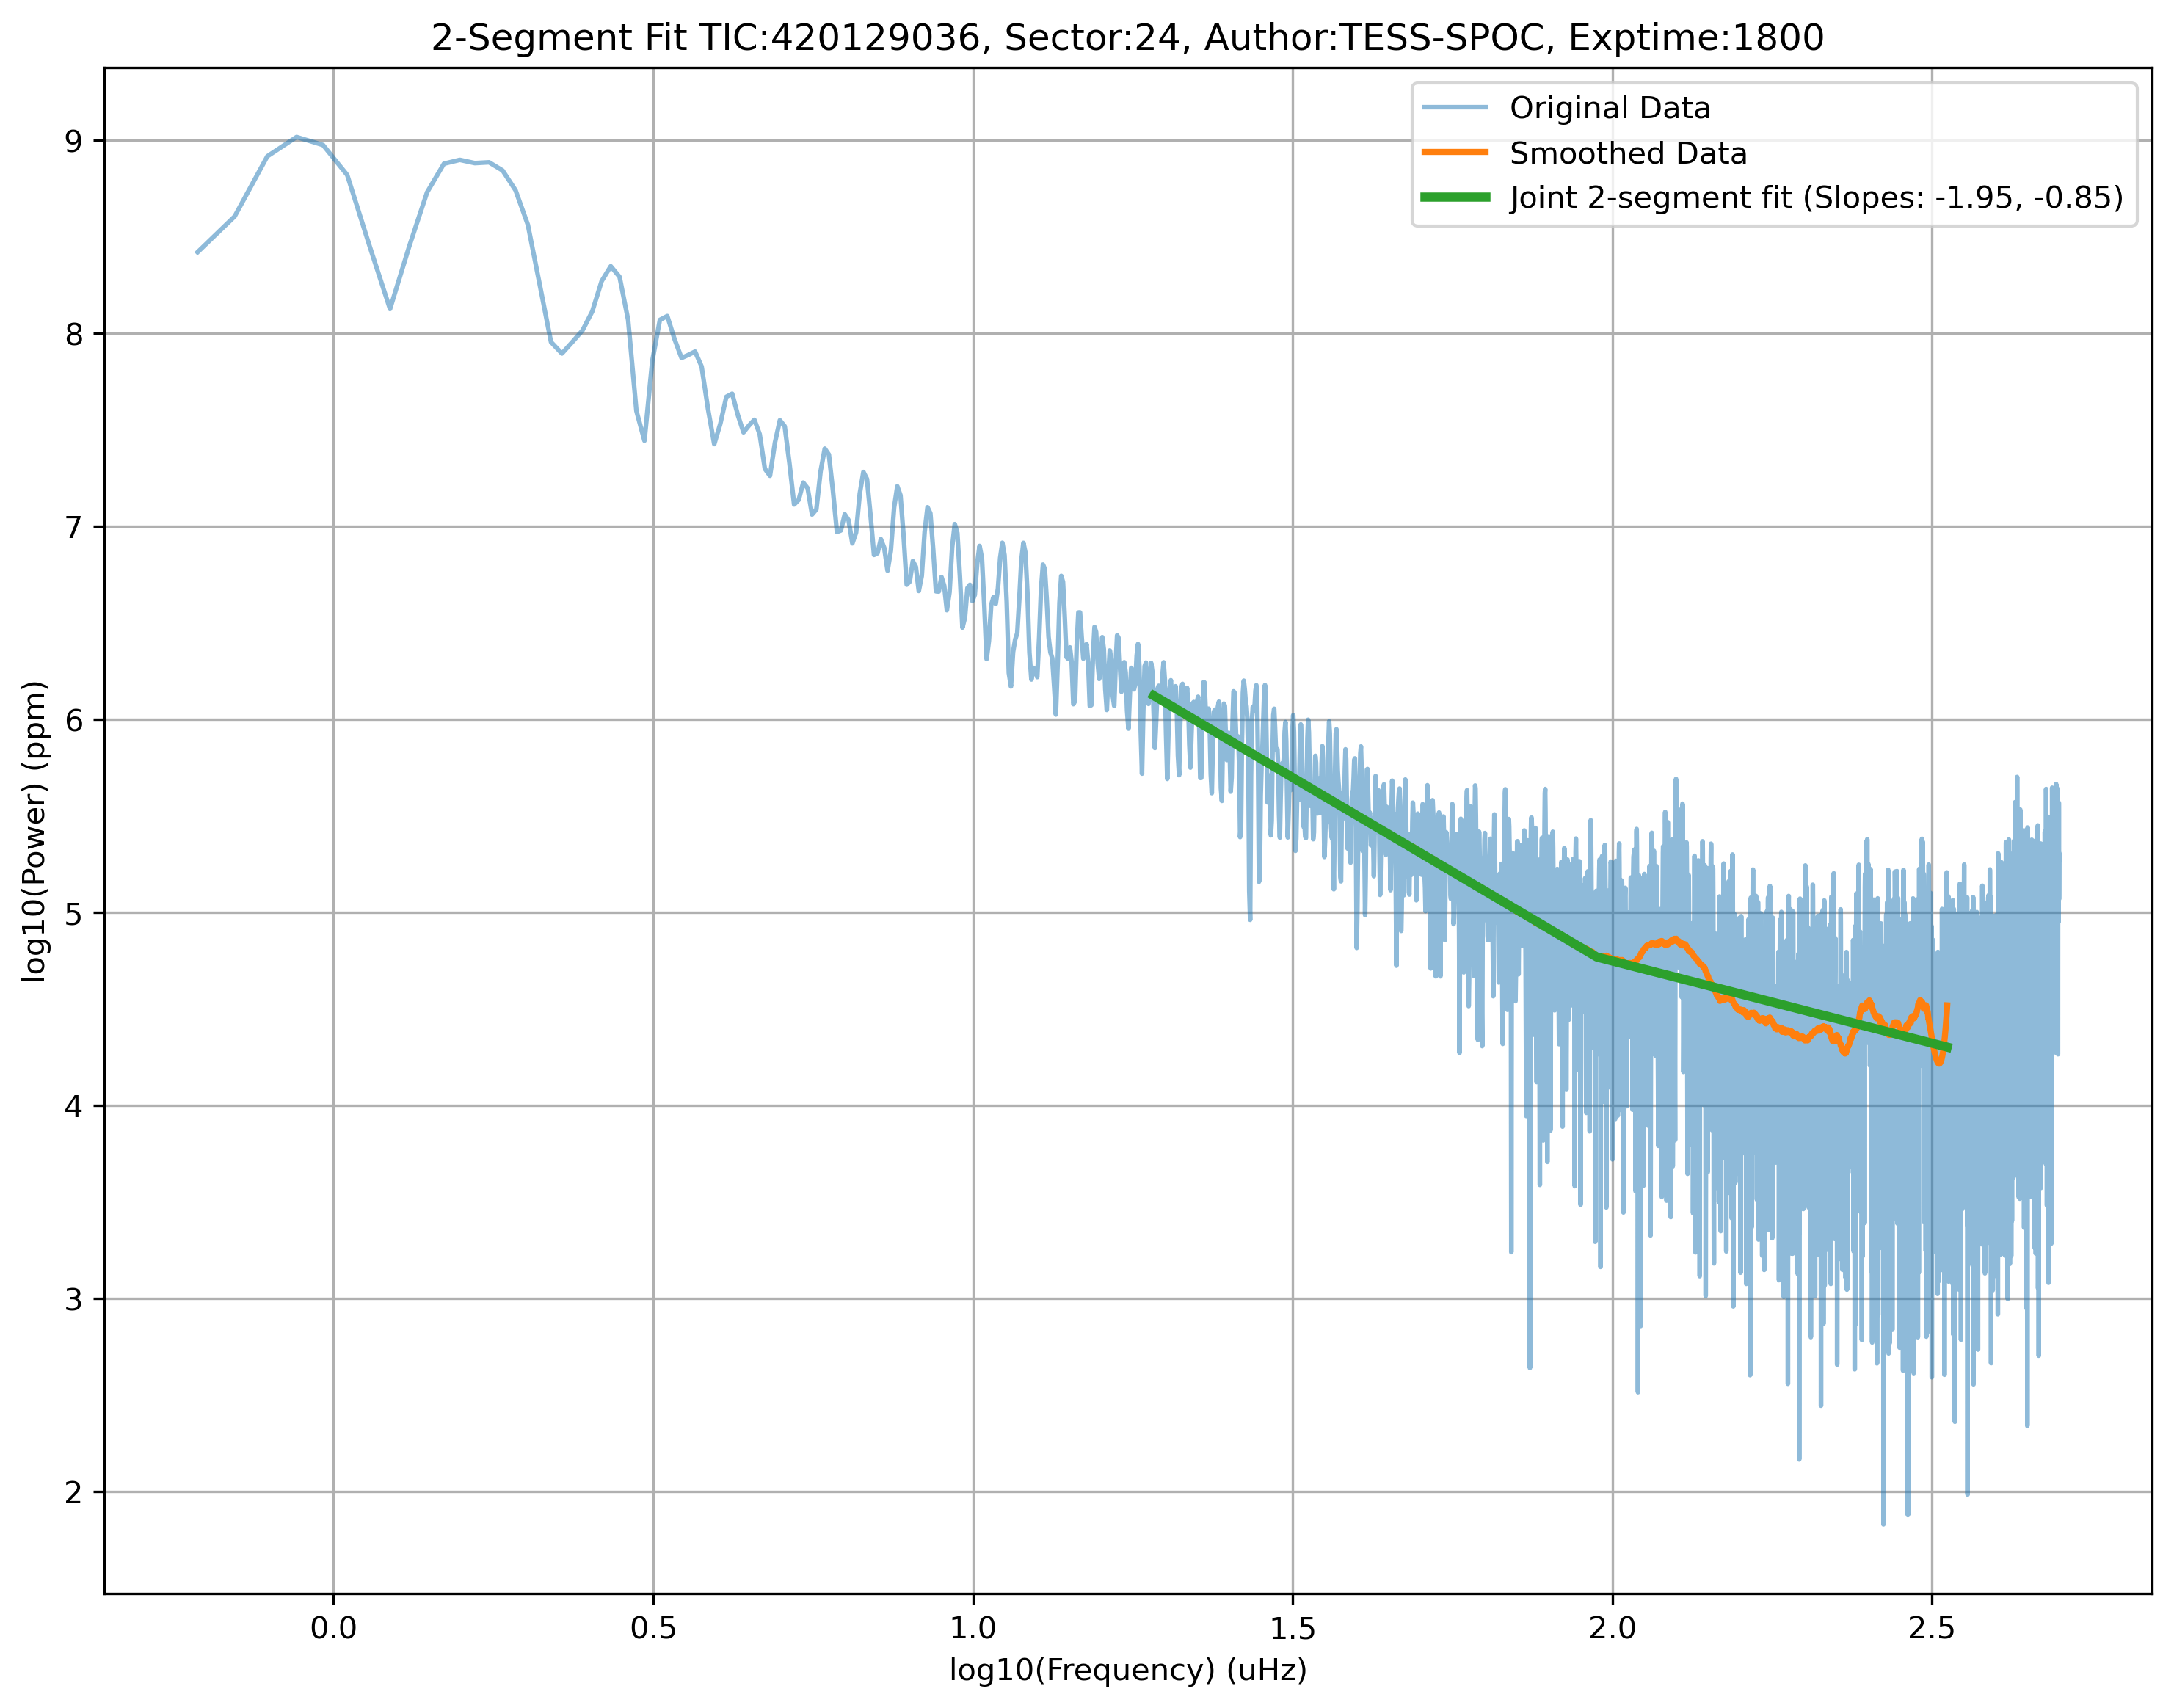 2-Segment Fit TIC:420129036, Sector:24, Author:TESS-SPOC, Exptime:1800
Original Data
Smoothed Data
Joint 2-segment fit (Slopes: -1.95, -0.85)
log10(Power) (ppm)
9
8
7
6
5
4
3
2
0.0 0.5 1.0 1.5 2.0 2.5
log10(Frequency) (uHz)